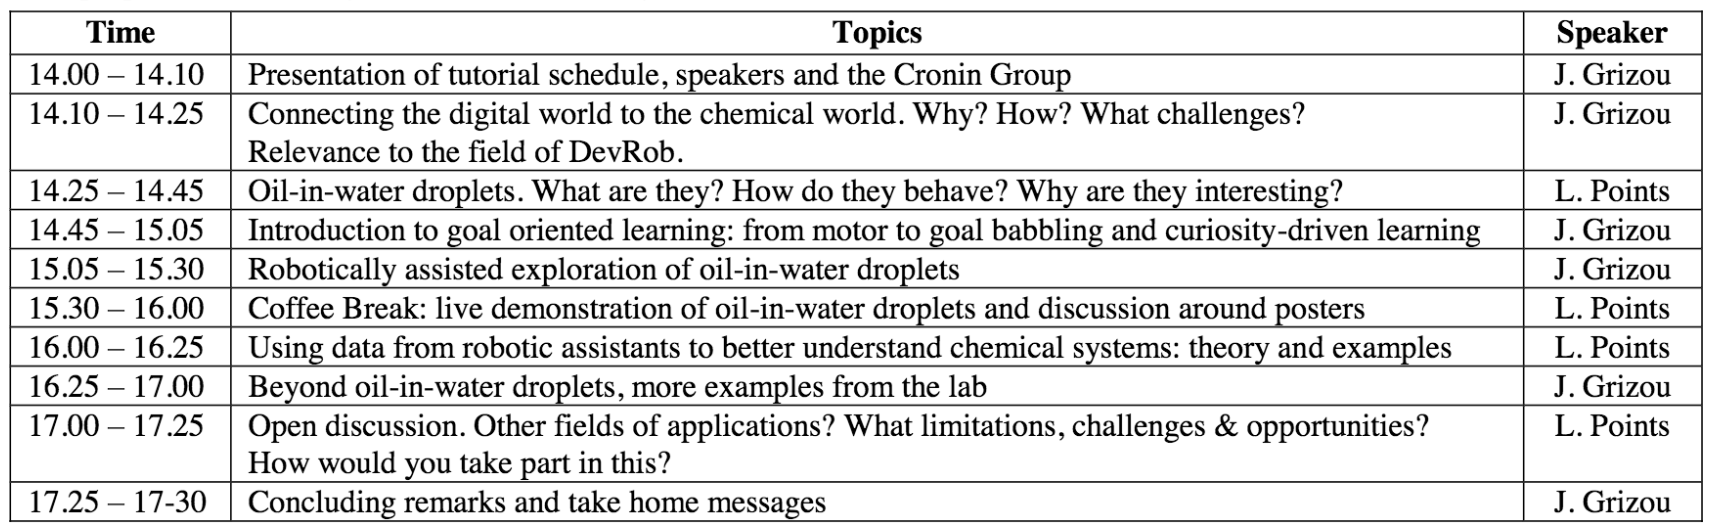 Time Topics Speaker
14.00 – 14.10 Presentation of tutorial schedule, speakers and the Cronin Group J. Grizou
14.10 – 14.25 Connecting the digital world to the chemical world. Why? How? What challenges? J. Grizou
Relevance to the field of DevRob.
14.25 – 14.45 Oil-in-water droplets. What are they? How do they behave? Why are they interesting? L. Points
14.45 – 15.05 Introduction to goal oriented learning: from motor to goal babbling and curiosity-driven learning J. Grizou
15.05 – 15.30 Robotically assisted exploration of oil-in-water droplets J. Grizou
15.30 – 16.00 Coffee Break: live demonstration of oil-in-water droplets and discussion around posters L. Points
16.00 – 16.25 Using data from robotic assistants to better understand chemical systems: theory and examples L. Points
16.25 – 17.00 Beyond oil-in-water droplets, more examples from the lab J. Grizou
17.00 – 17.25 Open discussion. Other fields of applications? What limitations, challenges & opportunities? L. Points
How would you take part in this?
17.25 – 17-30 Concluding remarks and take home messages J. Grizou